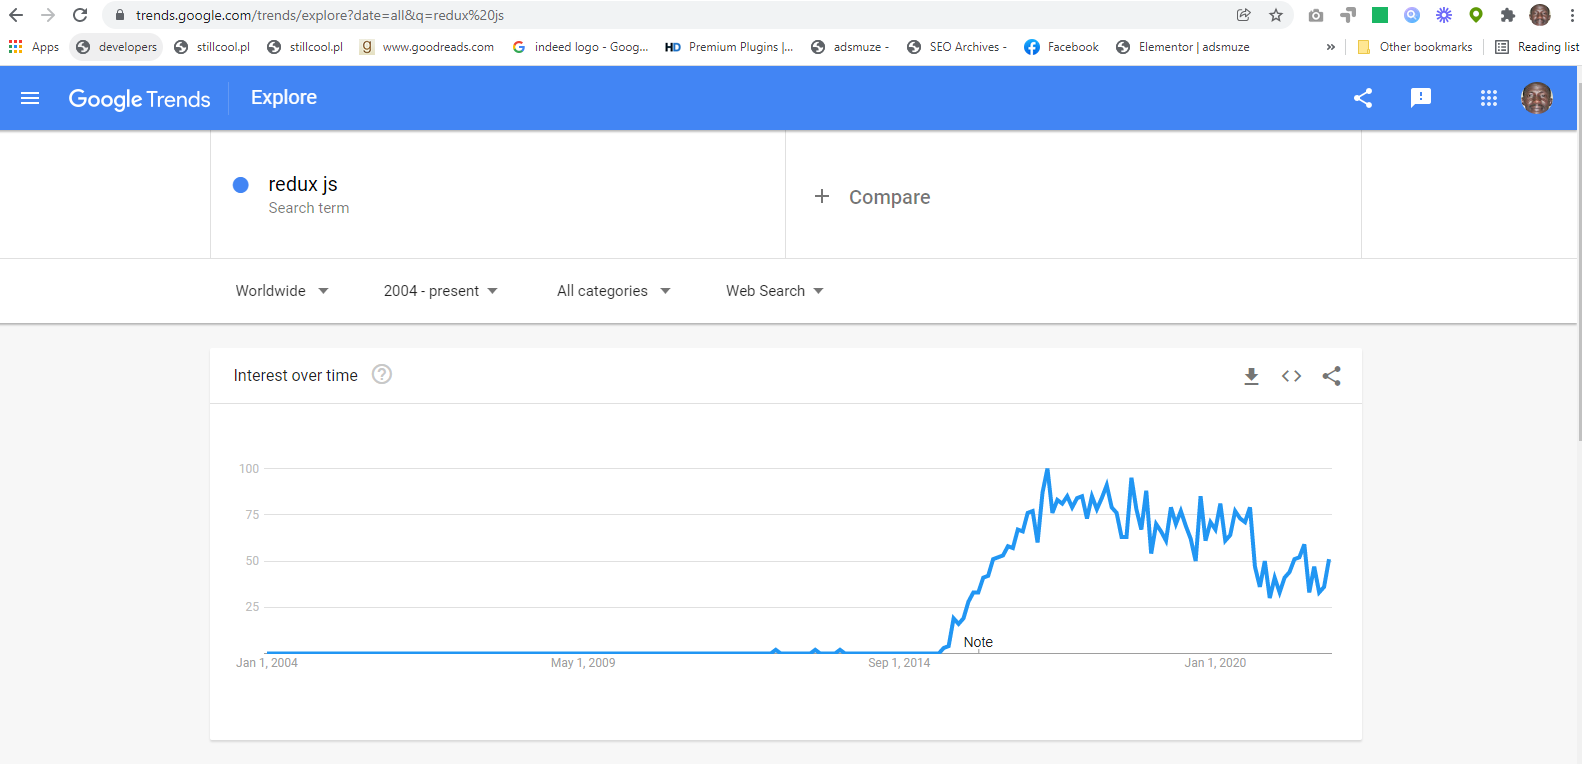 trends.google.com/trends/explore?date=all&q=redux%20js
Apps developers stillcool.pl stillcool.pl www.goodreads.com indeed logo - Goog... Premium Plugins |... adsmuze - SEO Archives - Facebook Elementor | adsmuze » Other bookmarks Reading list
Google Trends Explore
redux js
Search term
+ Compare
Worldwide 2004 - present All categories Web Search
Interest over time ?
100
75
50
25
Note
Jan 1, 2004 May 1, 2009 Sep 1, 2014 Jan 1, 2020